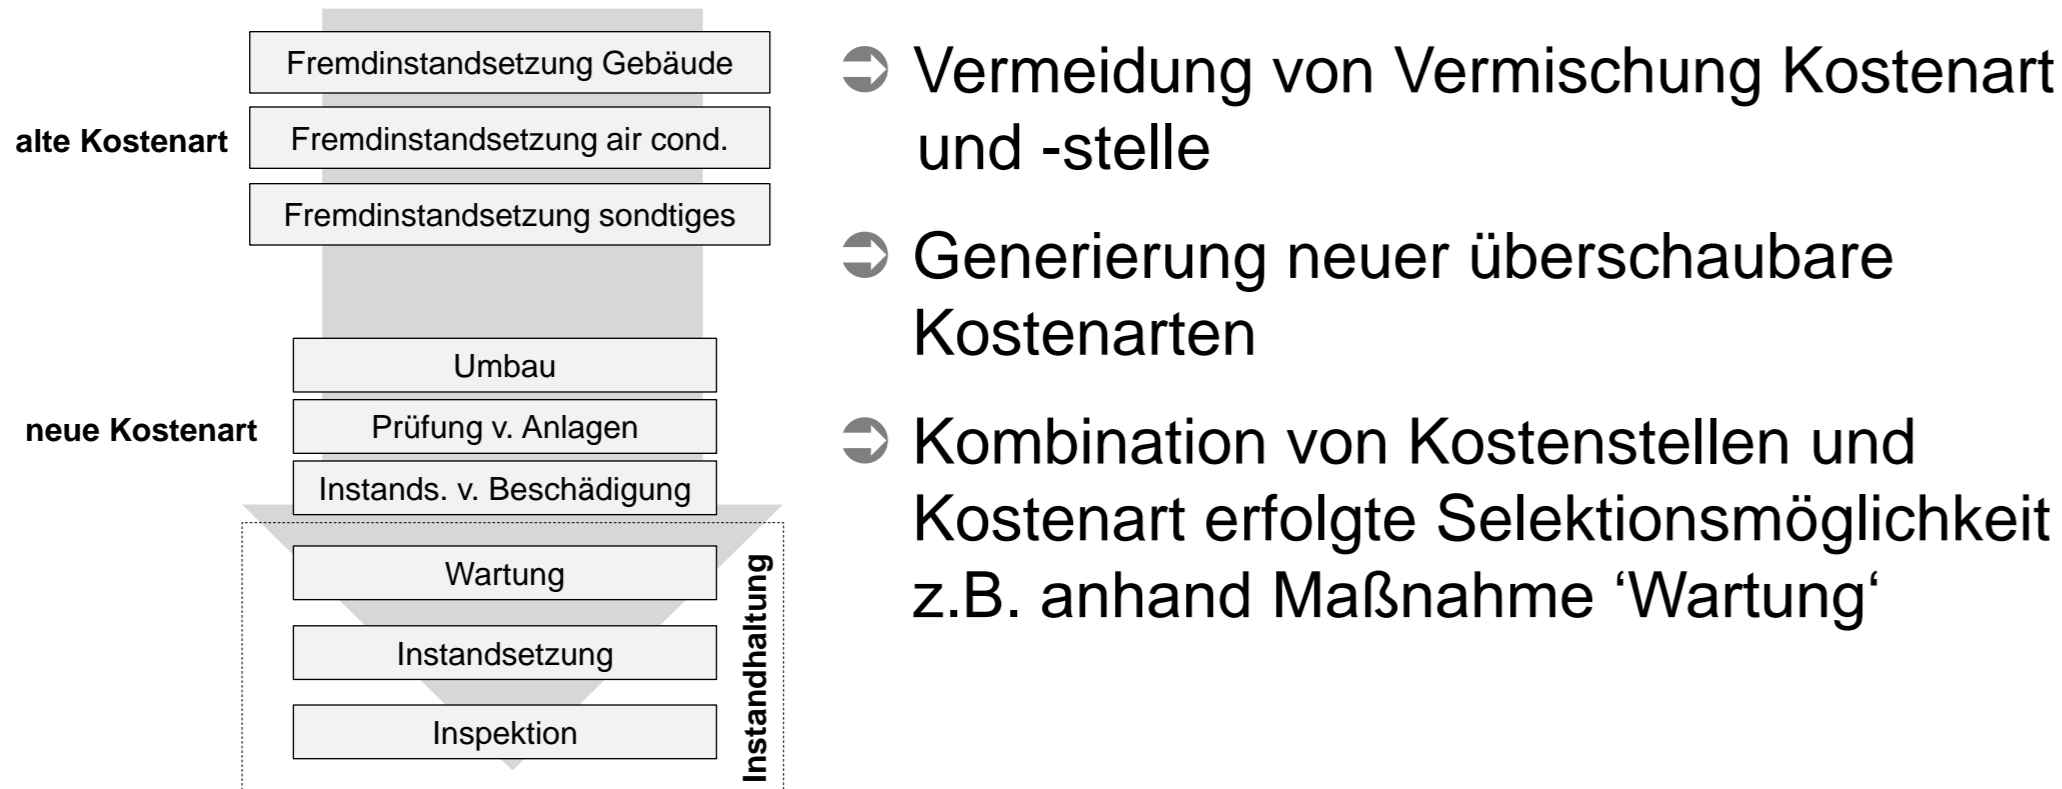 Fremdinstandsetzung Gebäude
alte Kostenart
Fremdinstandsetzung air cond.
Fremdinstandsetzung sondtiges
Umbau
neue Kostenart
Prüfung v. Anlagen
Instands. v. Beschädigung
Wartung
Instandsetzung
Inspektion
Instandhaltung
Vermeidung von Vermischung Kostenart
und -stelle
Generierung neuer überschaubare
Kostenarten
Kombination von Kostenstellen und
Kostenart erfolgte Selektionsmöglichkeit
z.B. anhand Maßnahme ‘Wartung‘